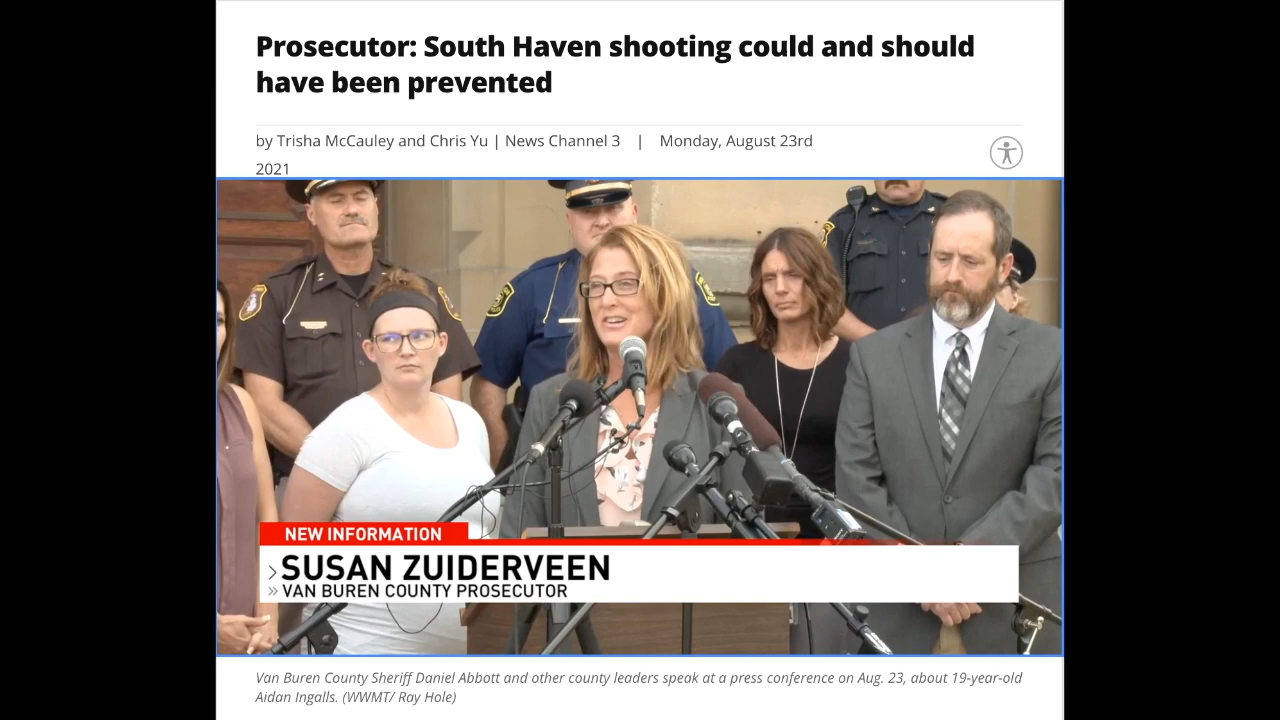 Prosecutor: South Haven shooting could and should
have been prevented
by Trisha McCauley and Chris Yu | News Channel 3 | Monday, August 23rd
2021
NEW INFORMATION
SUSAN ZUIDERVEEN
VAN BUREN COUNTY PROSECUTOR
Van Buren County Sheriff Daniel Abbott and other county leaders speak at a press conference on Aug. 23, about 19-year-old
Aidan Ingalls. (WWMT/ Ray Hole)